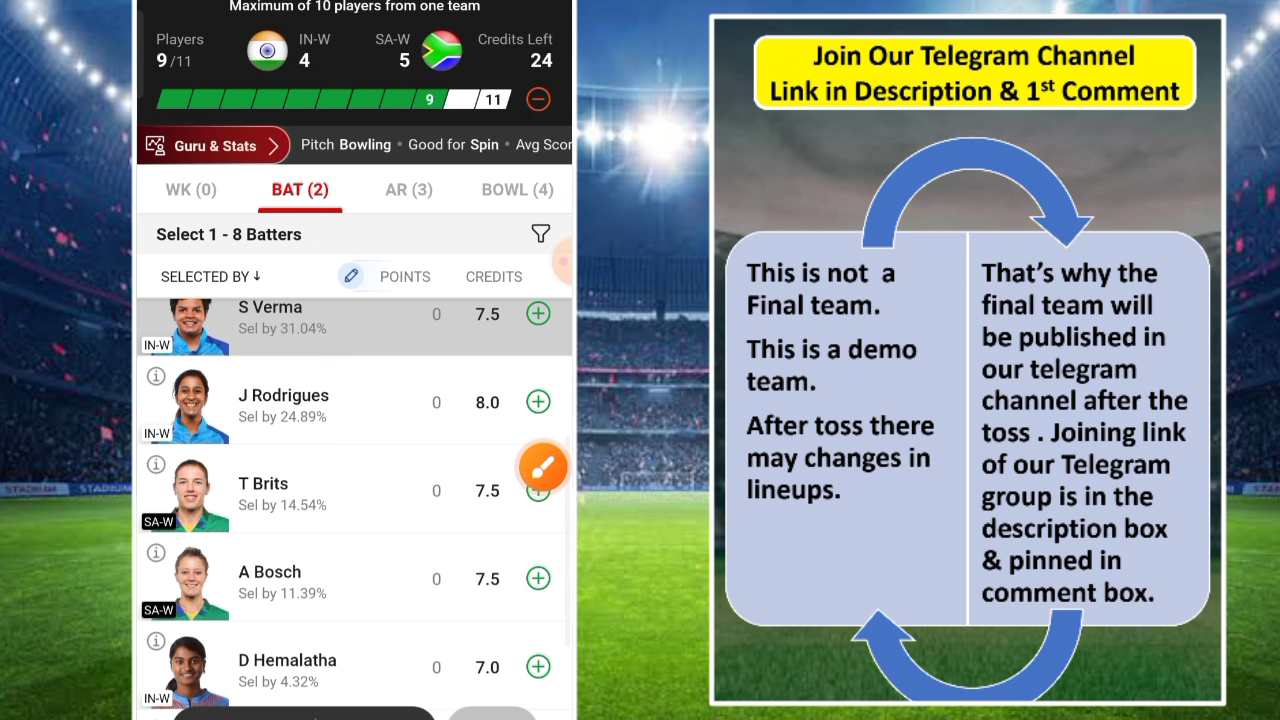 Maximum of 10 players from one team
Players IN-W SA-W Credits Left
9/11 4 5 24
9 11
Guru & Stats Pitch Bowling • Good for Spin • Avg Scor
WK (0) BAT (2) AR (3) BOWL (4)
Select 1 - 8 Batters
SELECTED BY ↓ POINTS CREDITS
S Verma 0 7.5
Sel by 31.04%
IN-W
J Rodrigues 0 8.0
Sel by 24.89%
IN-W
T Brits 0 7.5
Sel by 14.54%
SA-W
A Bosch 0 7.5
Sel by 11.39%
SA-W
D Hemalatha 0 7.0
Sel by 4.32%
IN-W
Join Our Telegram Channel
Link in Description & 1st Comment
This is not a
Final team.
This is a demo
team.
After toss there
may changes in
lineups.
That's why the
final team will
be published in
our telegram
channel after the
toss . Joining link
of our Telegram
group is in the
description box
& pinned in
comment box.